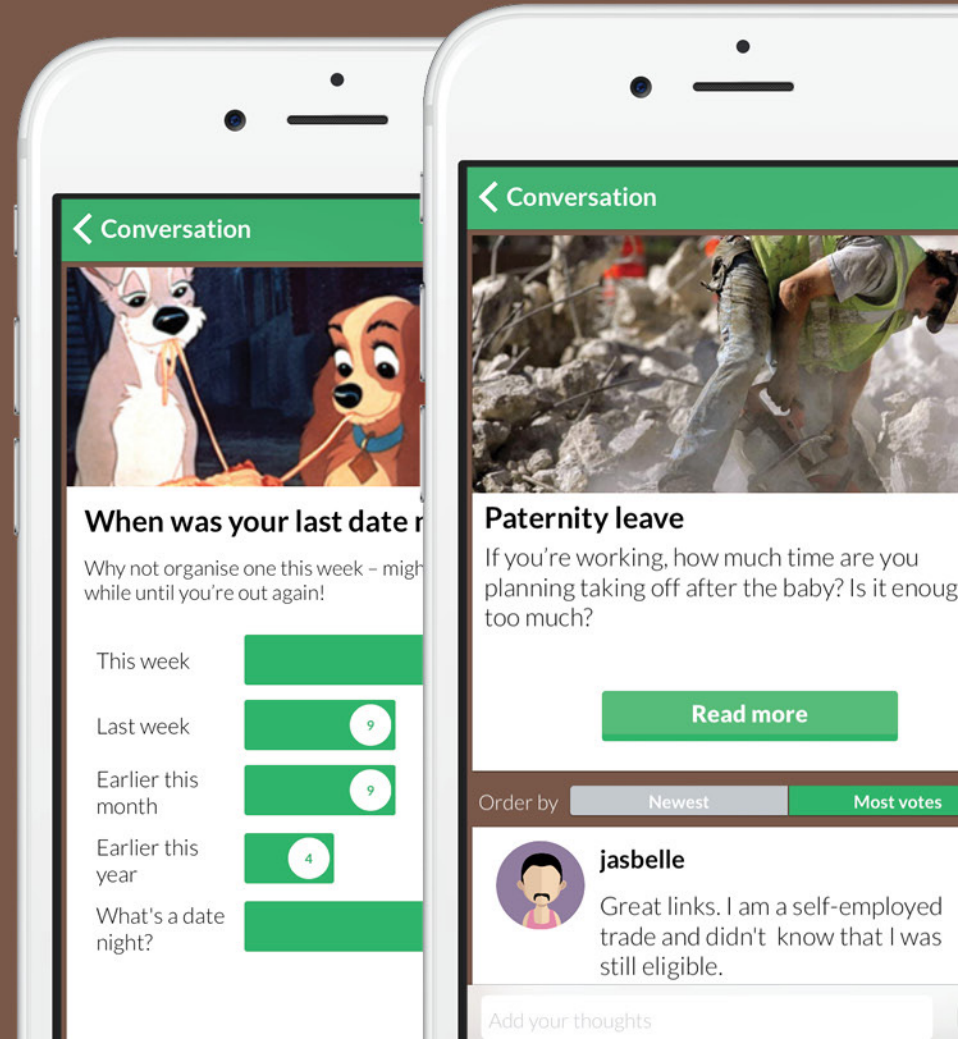 Conversation
When was your last date
Why not organise one this week –
while until you're out again!
This week
Last week
9
Earlier this
month
9
Earlier this
year
4
What's a date
night?
Conversation
Paternity leave
If you're working, how much time are you
planning taking off after the baby? Is it
too much?
Read more
Order by
Newest
Most votes
jasbelle
Great links. I am a self-employed
trade and didn't know that I was
still eligible.
Add your thoughts